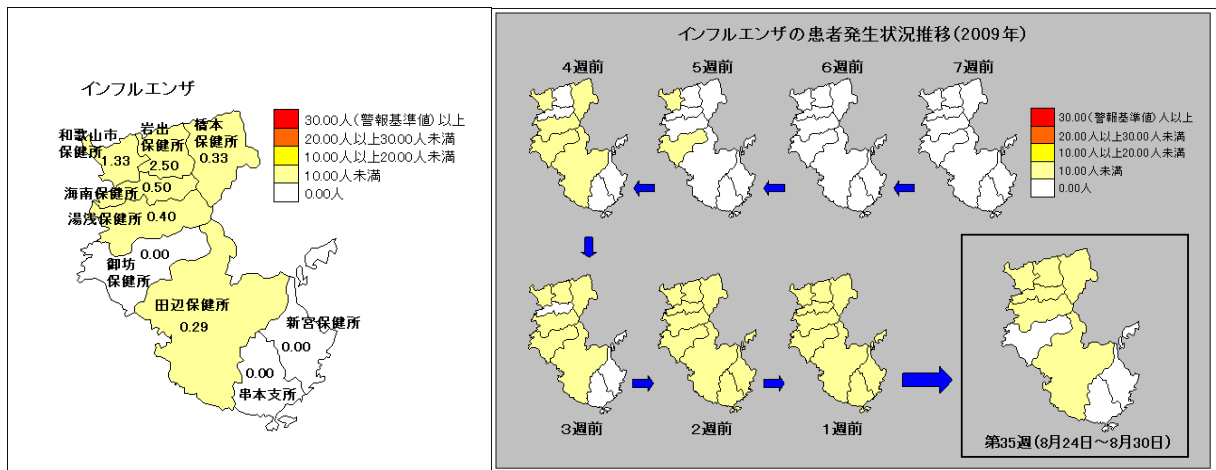 インフルエンザ
30.00人(警報基準値)以上
20.00人以上30.00人未満
10.00人以上20.00人未満
10.00人未満
0.00人
和歌山市
保健所
1.33
岩出
保健所
2.50
橋本
保健所
0.33
0.50
海南保健所
湯浅保健所
0.40
0.00
御坊
保健所
田辺保健所
0.29
新宮保健所
0.00
0.00
串本支所
インフルエンザの患者発生状況推移(2009年)
4週前
5週前
6週前
7週前
30.00(警報基準値)人以上
20.00人以上30.00人未満
10.00人以上20.00人未満
10.00人未満
0.00人
3週前
2週前
1週前
第35週(8月24日～8月30日)